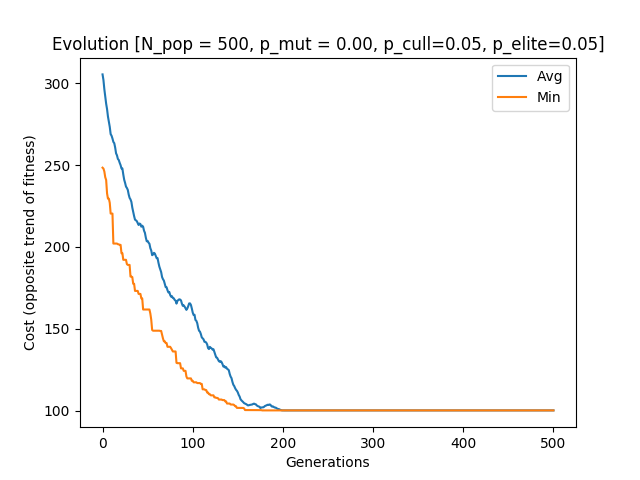 Evolution [N_pop = 500, p_mut = 0.00, p_cull=0.05, p_elite=0.05]
Avg
Min
Cost (opposite trend of fitness)
300
250
200
150
100
0 100 200 300 400 500
Generations